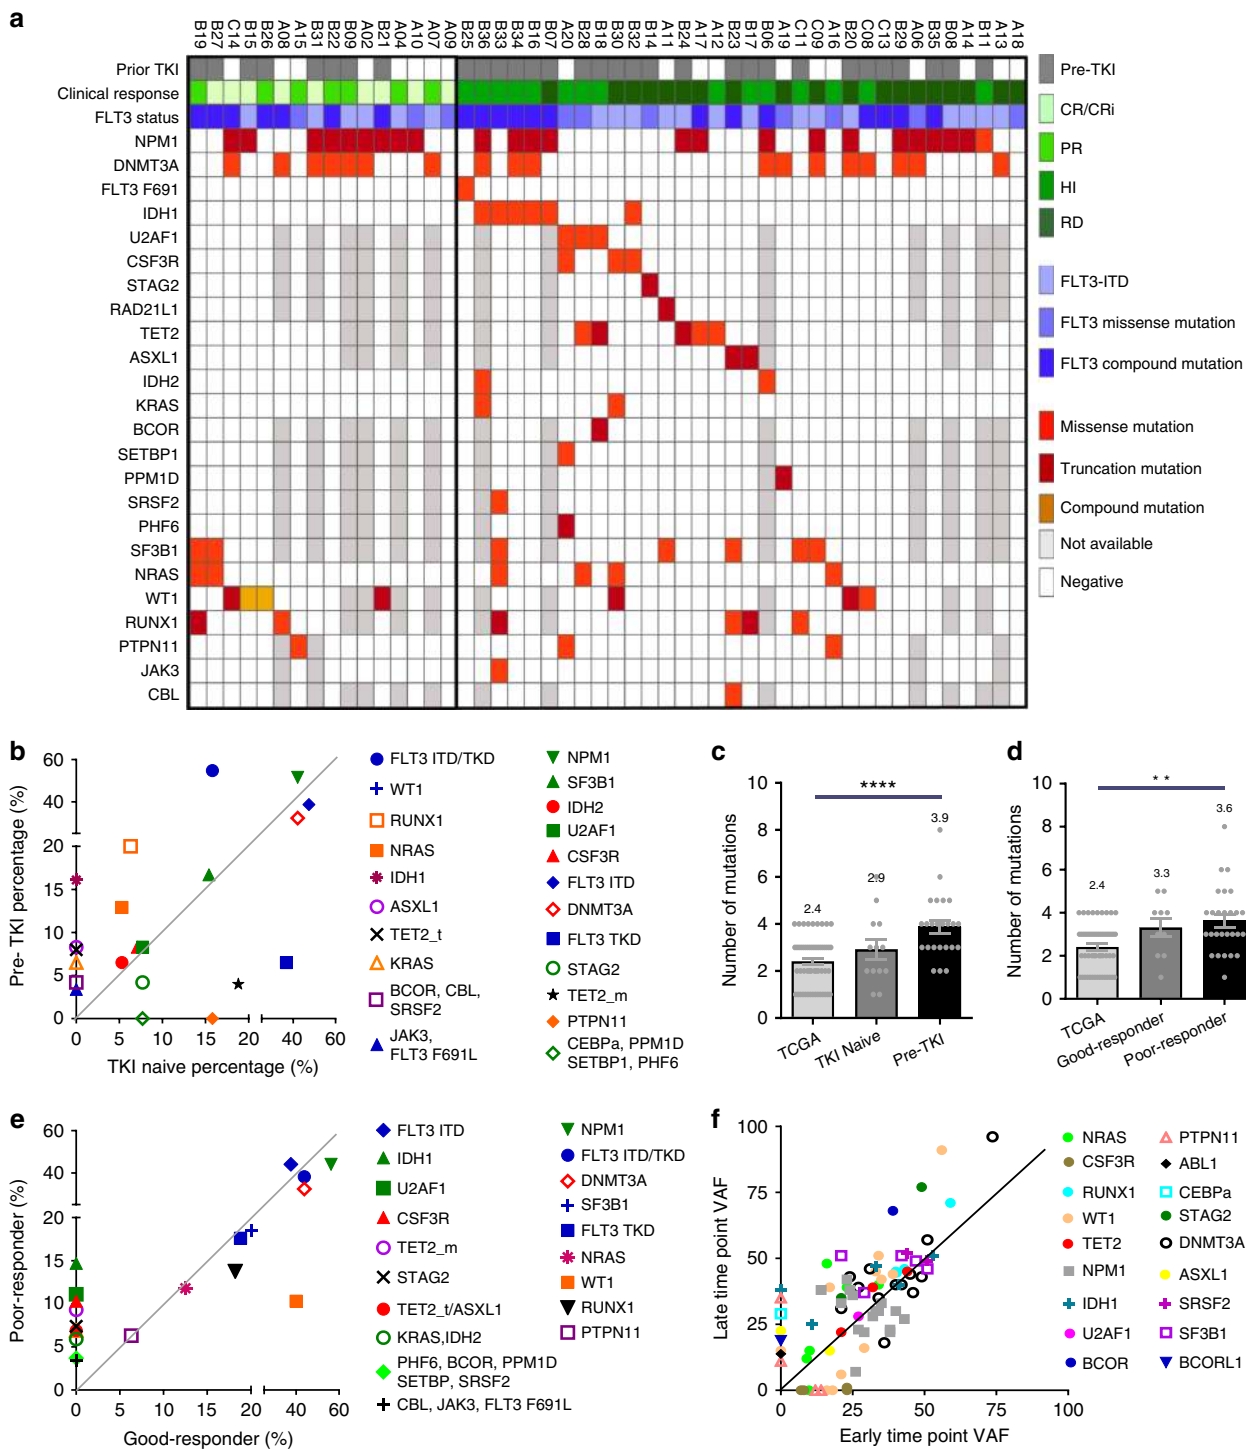 a
B19 B27 C14 B15 B26 A08 A15 B31 B22 B09 A02 B21 A04 A10 A07 A09 B25 B36 B33 B34 B16 B07 A20 B28 B18 B30 B32 B14 A11 B24 A17 A12 B23 B17 B06 A19 C11 C09 A16 B20 C08 C13 B29 A06 B35 B08 A14 B11 A13 A18
Prior TKI
Clinical response
FLT3 status
NPM1
DNMT3A
FLT3 F691
IDH1
U2AF1
CSF3R
STAG2
RAD21L1
TET2
ASXL1
IDH2
KRAS
BCOR
SETBP1
PPM1D
SRSF2
PHF6
SF3B1
NRAS
WT1
RUNX1
PTPN11
JAK3
CBL
Pre-TKI
CR/CRi
PR
HI
RD
FLT3-ITD
FLT3 missense mutation
FLT3 compound mutation
Missense mutation
Truncation mutation
Compound mutation
Not available
Negative
b
Pre- TKI percentage (%)
60
40
20
15
10
5
0
0 5 10 15 20 40 60
TKI naive percentage (%)
FLT3 ITD/TKD
WT1
RUNX1
NRAS
IDH1
ASXL1
TET2_t
KRAS
BCOR, CBL,
SRSF2
JAK3,
FLT3 F691L
NPM1
SF3B1
IDH2
U2AF1
CSF3R
FLT3 ITD
DNMT3A
FLT3 TKD
STAG2
TET2_m
PTPN11
CEBPa, PPM1D
SETBP1, PHF6
c
Number of mutations
10
8
6
4
2
0
****
2.4
2.9
3.9
TCGA
TKI Naive
Pre-TKI
d
Number of mutations
10
8
6
4
2
0
* *
2.4
3.3
3.6
TCGA
Good-responder
Poor-responder
e
Poor-responder (%)
60
40
20
15
10
5
0
0 5 10 15 20 40 60
Good-responder (%)
FLT3 ITD
IDH1
U2AF1
CSF3R
TET2_m
STAG2
TET2_t/ASXL1
KRAS,IDH2
PHF6, BCOR, PPM1D
SETBP, SRSF2
CBL, JAK3, FLT3 F691L
NPM1
FLT3 ITD/TKD
DNMT3A
SF3B1
FLT3 TKD
NRAS
WT1
RUNX1
PTPN11
f
Late time point VAF
100
75
50
25
0
0 25 50 75 100
Early time point VAF
NRAS
CSF3R
RUNX1
WT1
TET2
NPM1
IDH1
U2AF1
BCOR
PTPN11
ABL1
CEBPa
STAG2
DNMT3A
ASXL1
SRSF2
SF3B1
BCORL1